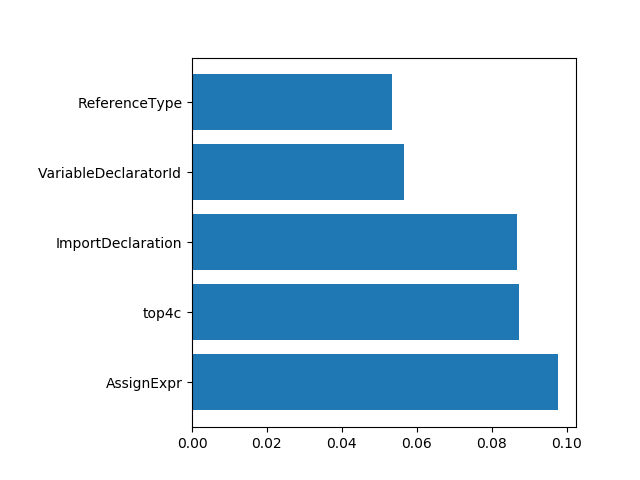 ReferenceType
VariableDeclaratorId
ImportDeclaration
top4c
AssignExpr
0.00 0.02 0.04 0.06 0.08 0.10